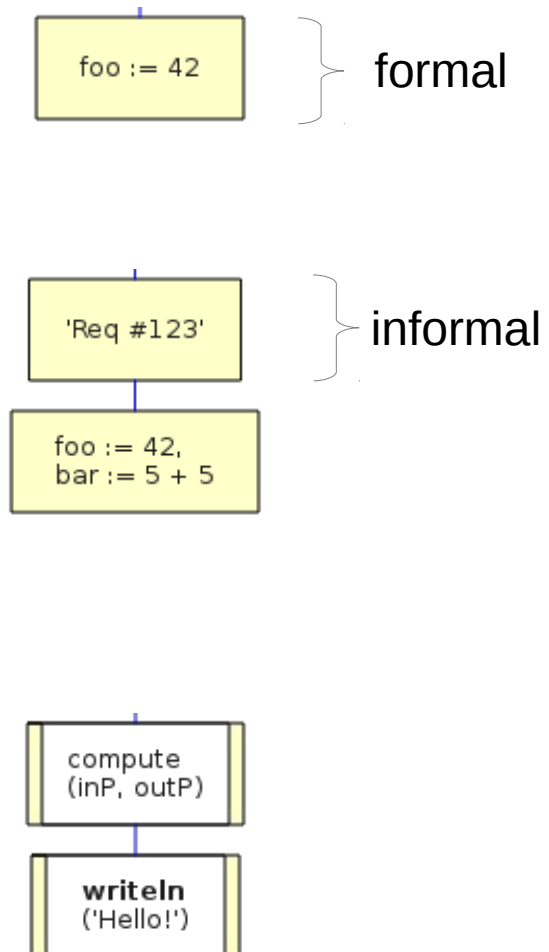 foo := 42
formal
'Req #123'
informal
foo := 42,
bar := 5 + 5
compute
(inP, outP)
writeln
('Hello!')